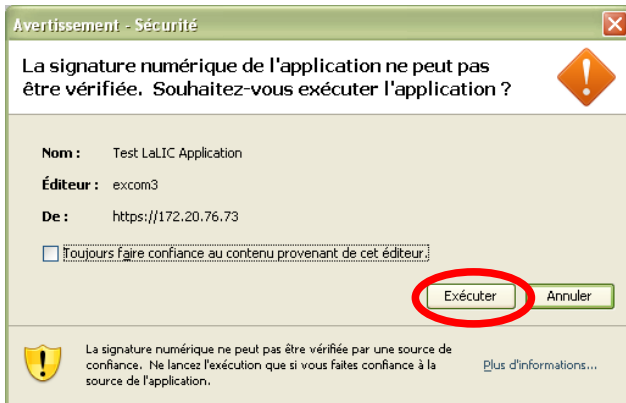 Avertissement - Sécurité
La signature numérique de l'application ne peut pas
être vérifiée. Souhaitez-vous exécuter l'application ?
Nom : Test LaLIC Application
Éditeur : excom3
De : https://172.20.76.73
Toujours faire confiance au contenu provenant de cet éditeur.
Exécuter Annuler
La signature numérique ne peut pas être vérifiée par une source de
confiance. Ne lancez l'exécution que si vous faites confiance à la
source de l'application.
Plus d'informations...